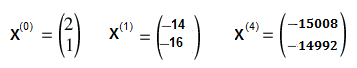 X^(0) = (2 1) X^(1) = (−14 −16) X^(4) = (−15008 −14992)